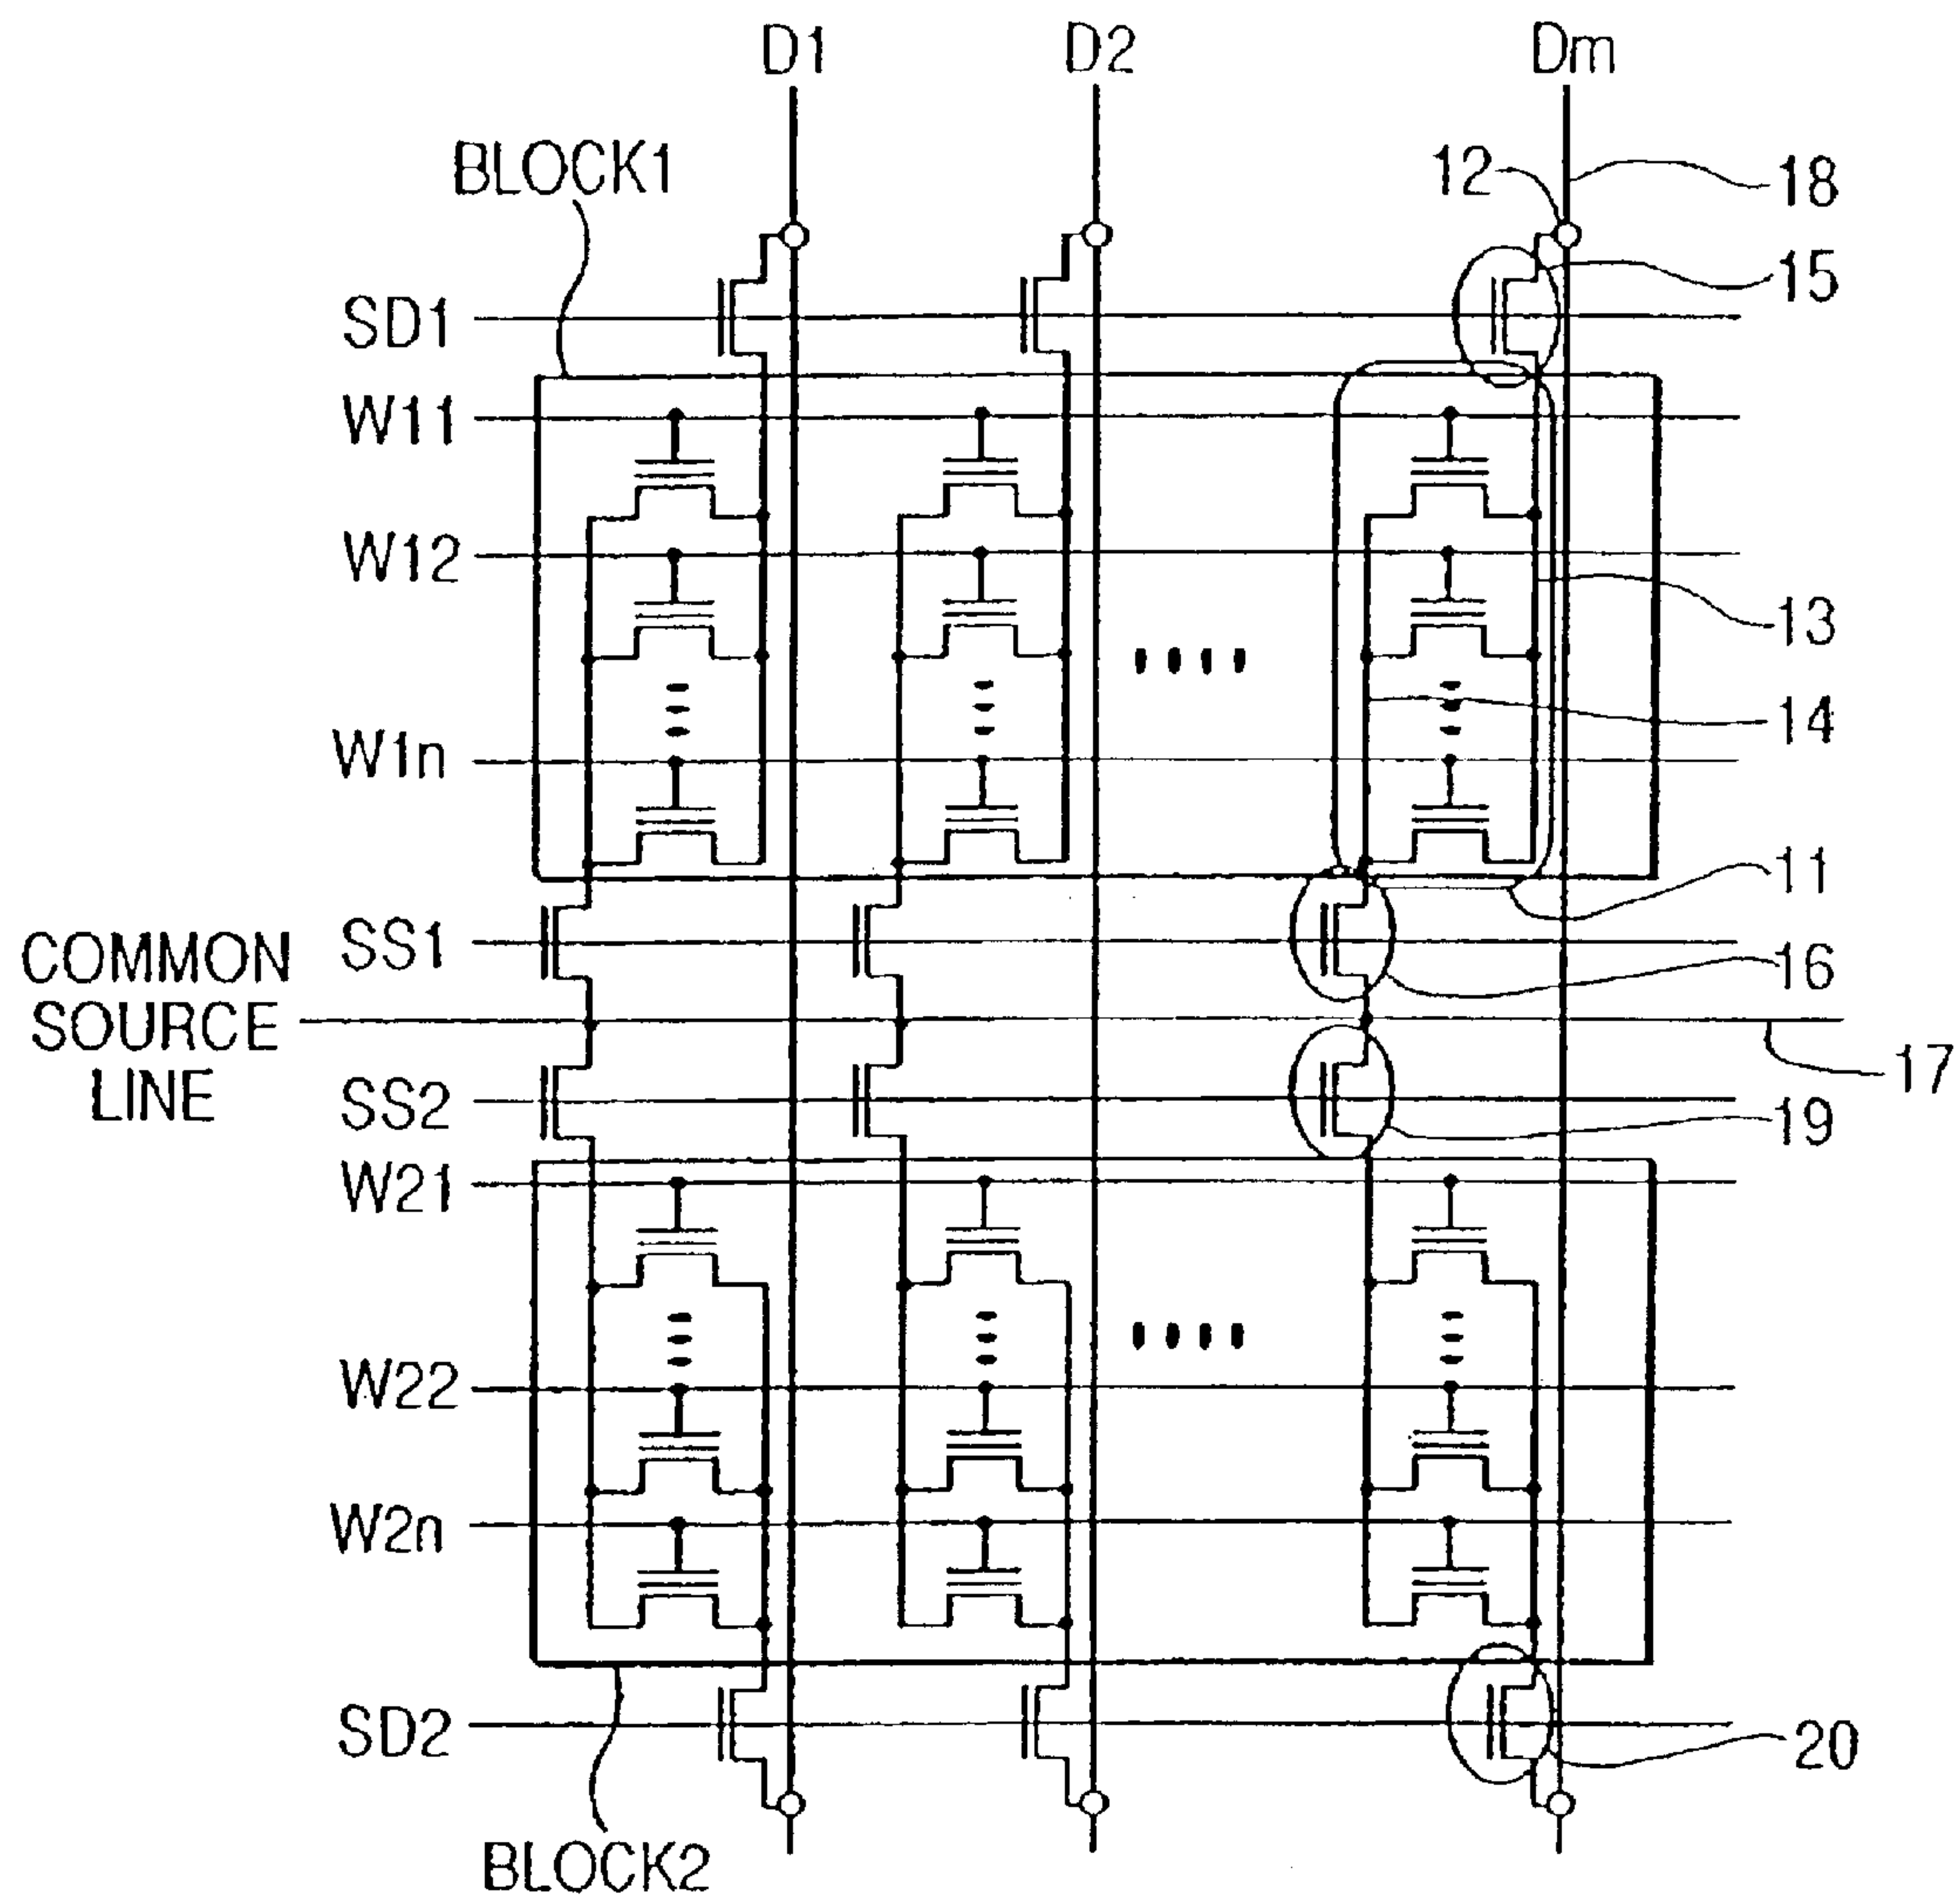 D1 D2 Dm
BLOCK1
12
18
15
SD1
W11
W12
13
14
W1n
11
SS1
16
COMMON
SOURCE
LINE
17
SS2
19
W21
W22
W2n
SD2
20
BLOCK2